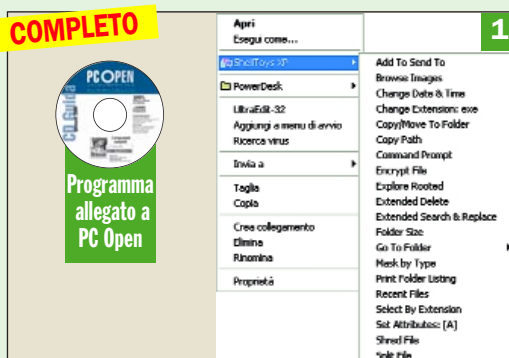 COMPLETO
PC OPEN
CD Guida
Programma
allegato a
PC Open
Apri
Esegui come...
ShellToys XP
PowerDesk
UltraEdit-32
Aggiungi a menu di avvio
Ricerca virus
Invia a
Taglia
Copia
Crea collegamento
Elimina
Rinomina
Proprietà
1
Add To Send To
Browse Images
Change Date & Time
Change Extension: exe
Copy/Move To Folder
Copy Path
Command Prompt
Encrypt File
Explore Rooted
Extended Delete
Extended Search & Replace
Folder Size
Go To Folder
Mask by Type
Print Folder Listing
Recent Files
Select By Extension
Set Attributes: [A]
Shred File
Split File